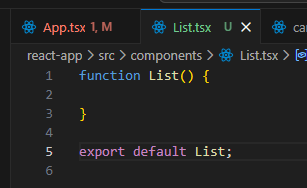 App.tsx 1, M List.tsx U × ca
react-app > src > components > List.tsx >
1 function List() {
2
3 }
4
5 export default List;
6